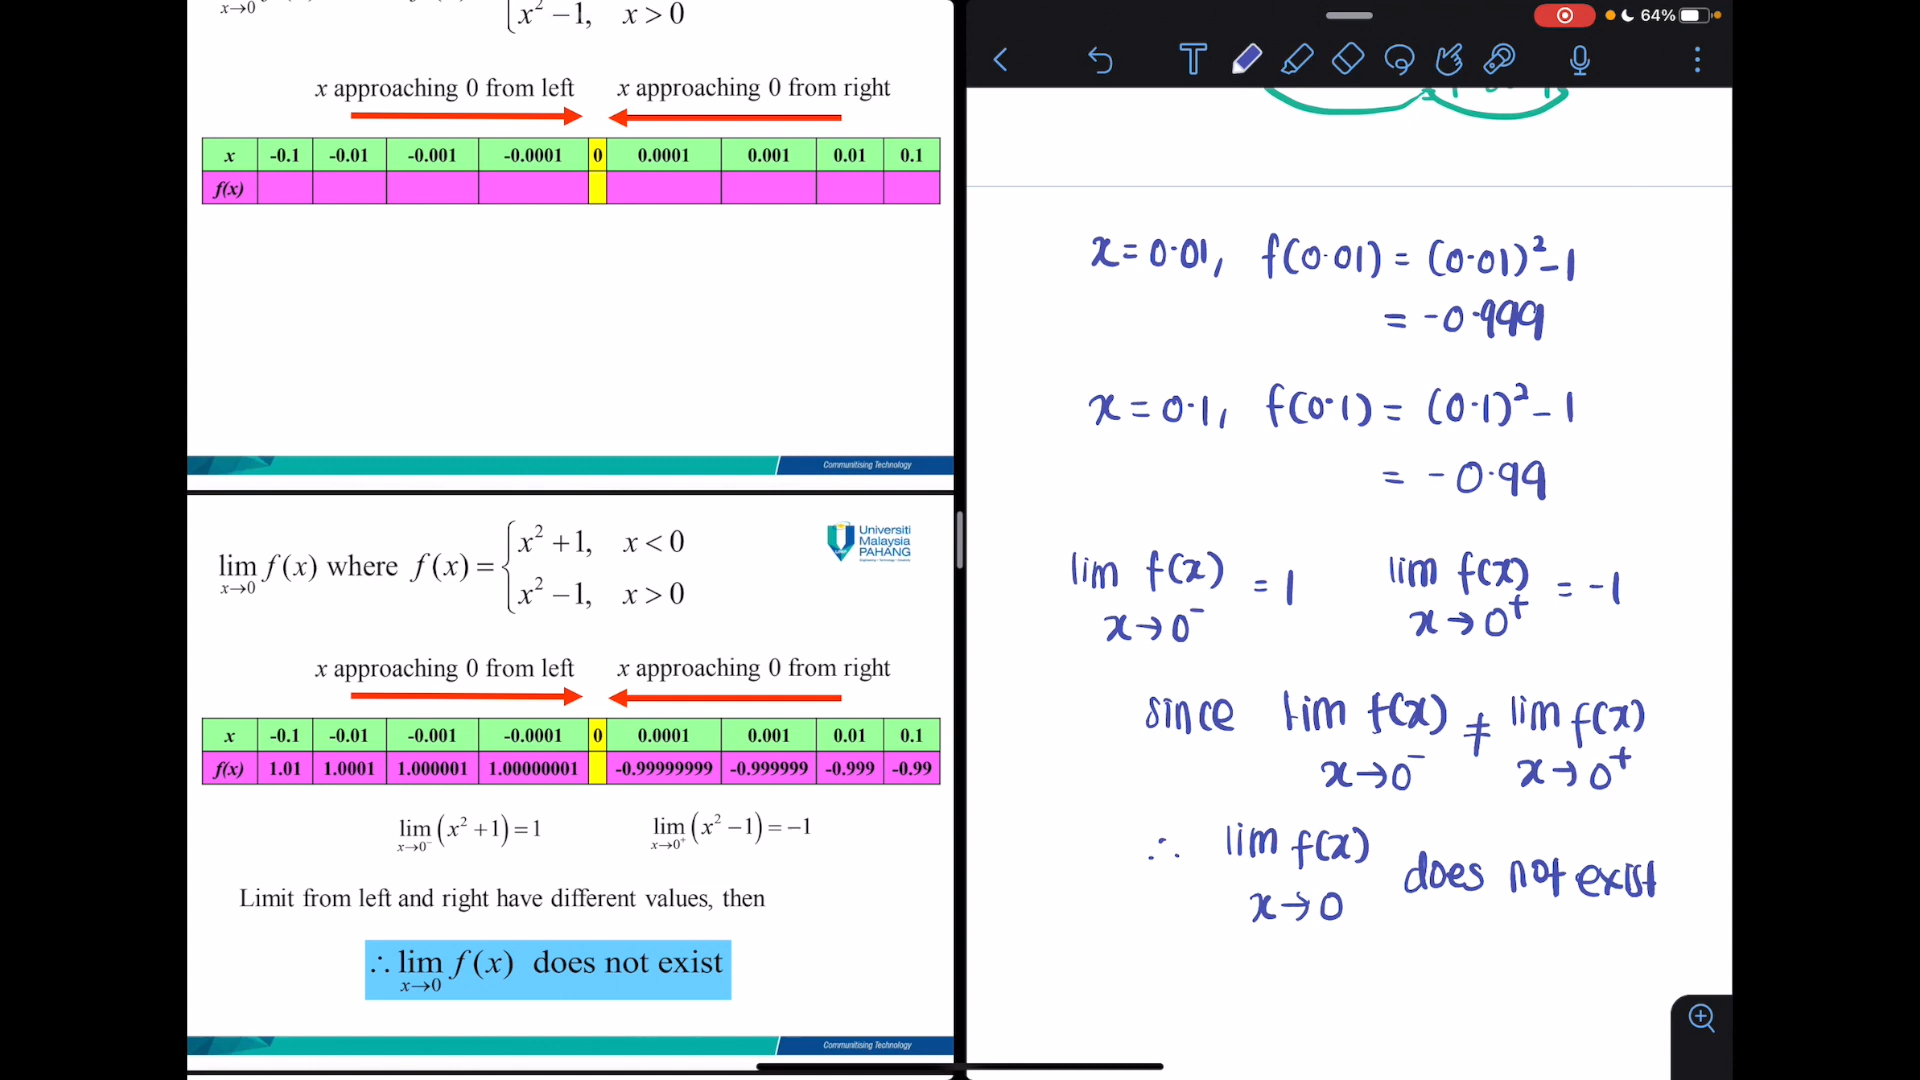 x→0
x² −1, x > 0
x approaching 0 from left x approaching 0 from right
x -0.1 -0.01 -0.001 -0.0001 0 0.0001 0.001 0.01 0.1
f(x)
Communitising Technology
lim f(x) where f(x) = { x² +1, x < 0
x→0
x² −1, x > 0
Universiti
Malaysia
PAHANG
x approaching 0 from left x approaching 0 from right
x -0.1 -0.01 -0.001 -0.0001 0 0.0001 0.001 0.01 0.1
f(x) 1.01 1.0001 1.000001 1.00000001 -0.99999999 -0.999999 -0.999 -0.99
lim (x² +1) = 1 lim (x² −1) = −1
x→0⁻ x→0⁺
Limit from left and right have different values, then
∴ lim f(x) does not exist
x→0
Communitising Technology
64%
x = 0.01, f(0.01) = (0.01)² - 1
= -0.999
x = 0.1, f(0.1) = (0.1)² - 1
= -0.99
lim f(x) = 1 lim f(x) = -1
x→0⁻ x→0⁺
since lim f(x) ≠ lim f(x)
x→0⁻ x→0⁺
∴ lim f(x) does not exist
x→0